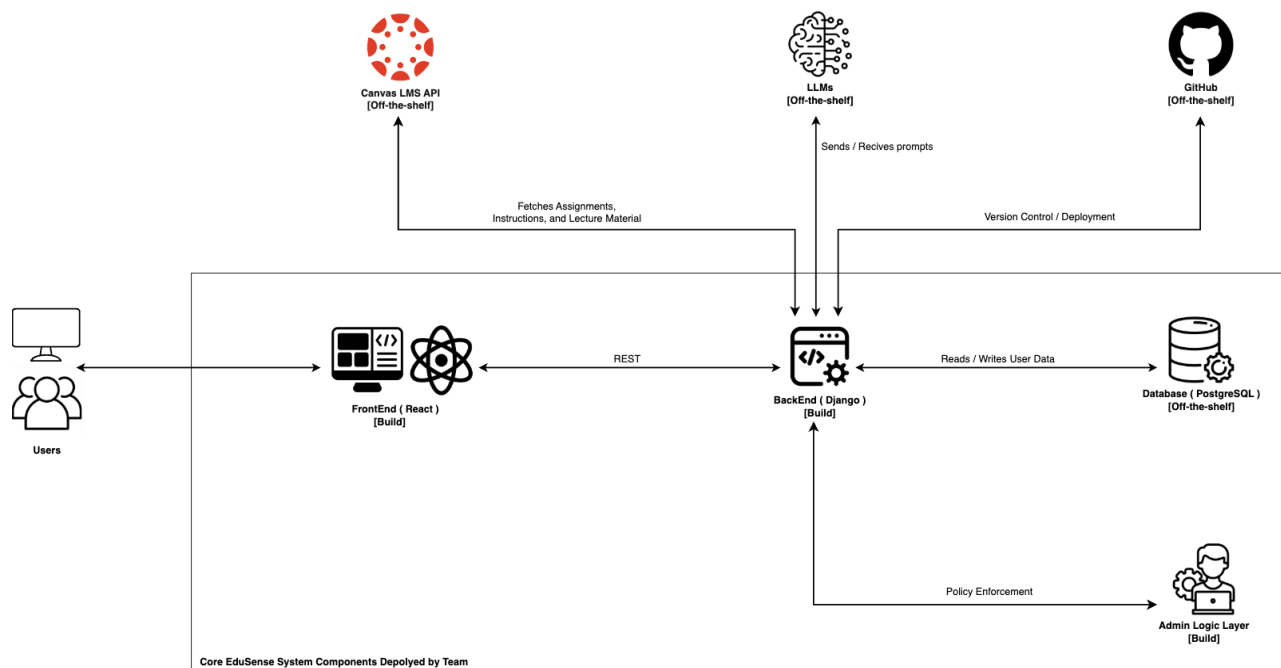 Canvas LMS API
[Off-the-shelf]
LLMs
[Off-the-shelf]
GitHub
[Off-the-shelf]
Sends / Recives prompts
Fetches Assignments,
Instructions, and Lecture Material
Version Control / Deployment
REST
Reads / Writes User Data
FrontEnd ( React )
[Build]
BackEnd ( Django )
[Build]
Database ( PostgreSQL )
[Off-the-shelf]
Users
Policy Enforcement
Admin Logic Layer
[Build]
Core EduSense System Components Depolyed by Team